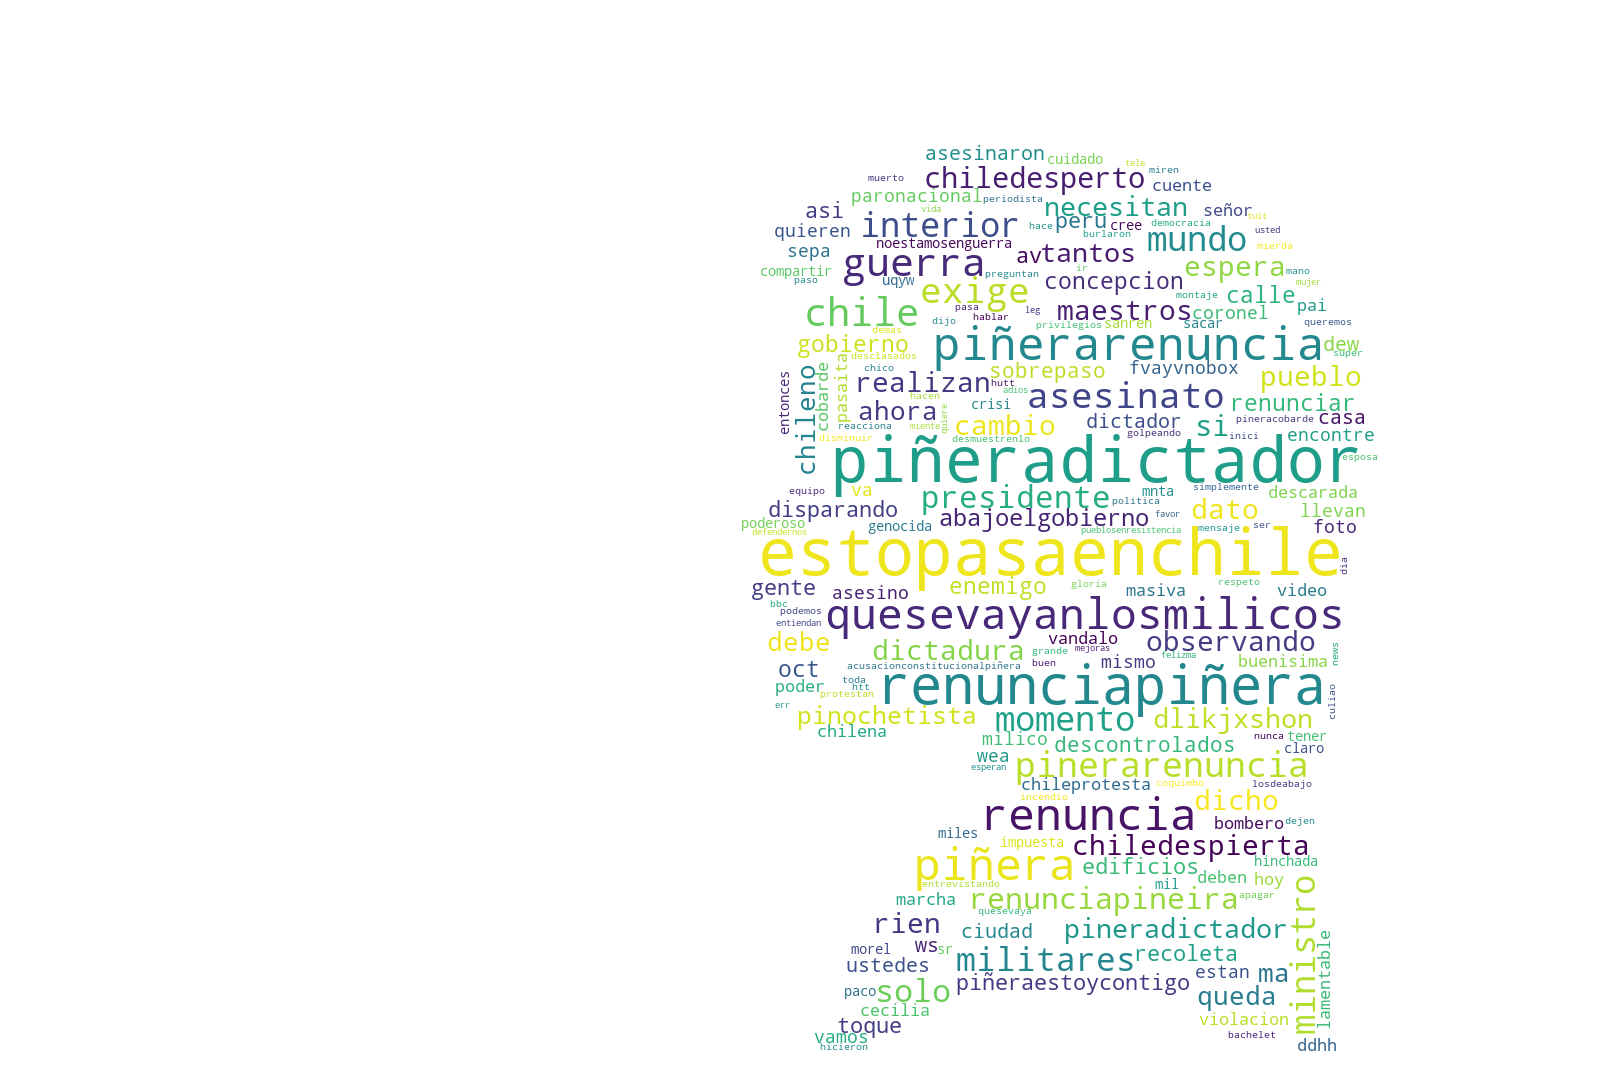 asesinaron
cuidado
tele
miren
muerto
chiledesperto
cuente
paronacional
periodista
asi
vida
necesitan
señor
tuit
quieren
interior
hace
peru
cree
democracia
usted
burlaron
mundo
mierda
sepa
noestamosenguerra
av
tantos
guerra
compartir
paso
uqyw
preguntan
ir
concepcion
espera
mano
mujer
exige
montaje
calle
pai
chile
pasa
hablar
leg
maestros
coronel
dijo
privilegios
sanren
sacar
queremos
demas
gobierno
piñerarenuncia
dew
super
desclasados
chico
sobrepaso
fvayvnobox
pueblo
entonces
chileno
cobarde
pasaita
realizan
hutt
adios
asesinato
hacen
quiere
crisi
renunciar
ahora
cambio
dictador
si
pineracobarde
casa
reacciona
miente
disminuir
desmuestrenlo
golpeando
inici
encontre
piñeradictador
esposa
equipo
va
presidente
mnta
simplemente
descarada
politica
disparando
abajoelgobierno
favor
dato
llevan
poderoso
genocida
pueblosenresistencia
mensaje
ser
foto
defendernos
estopasaenchile
dia
gente
asesino
enemigo
gloria
masiva
respeto
video
bbc
podemos
entiendan
quesevayanlosmilicos
debe
dictadura
vandalo
grande
mejoras
buen
observando
news
oct
acusacionconstitucionalpiñera
mismo
felizma
buenisima
poder
toda
htt
protestan
renunciapiñera
culiao
err
pinochetista
momento
dlikjxshon
chilena
milico
descontrolados
nunca
tener
wea
claro
esperan
pinerarenuncia
chileprotesta
coquimbo
losdeabajo
incendio
renuncia
dicho
miles
bombero
dejen
impuesta
chiledespierta
piñera
edificios
hinchada
entrevistando
mil
deben
hoy
marcha
renunciapineira
apagar
quesevaya
ministro
rien
ciudad
pineradictador
morel
ws
sr
militares
recoleta
lamentable
ustedes
estan
ma
paco
solo
piñeraestoycontigo
queda
cecilia
toque
violacion
vamos
bachelet
hicieron
ddhh